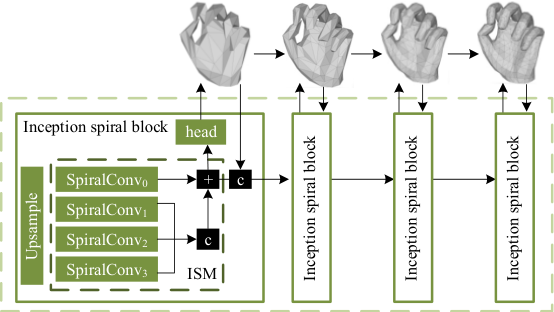 Inception spiral block
head
Upsample
SpiralConv₀
SpiralConv₁
SpiralConv₂
SpiralConv₃
+
c
c
ISM
Inception spiral block
Inception spiral block
Inception spiral block